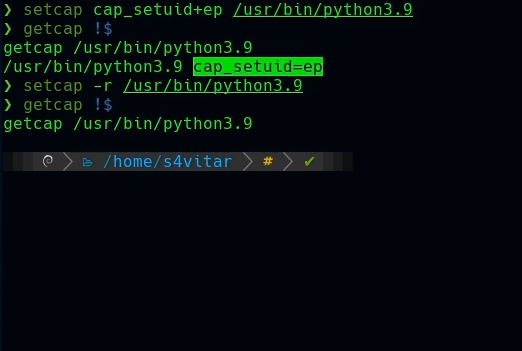 ❯ setcap cap_setuid+ep /usr/bin/python3.9
❯ getcap !$
getcap /usr/bin/python3.9
/usr/bin/python3.9 cap_setuid=ep
❯ setcap -r /usr/bin/python3.9
❯ getcap !$
getcap /usr/bin/python3.9
/home/s4vitar # ✔